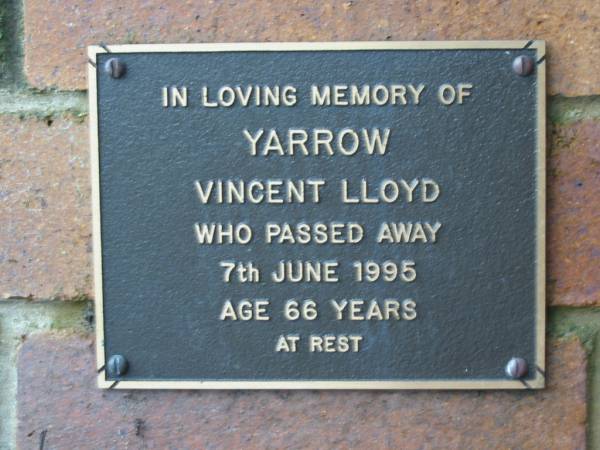 IN LOVING MEMORY OF
YARROW
VINCENT LLOYD
WHO PASSED AWAY
7th JUNE 1995
AGE 66 YEARS
AT REST